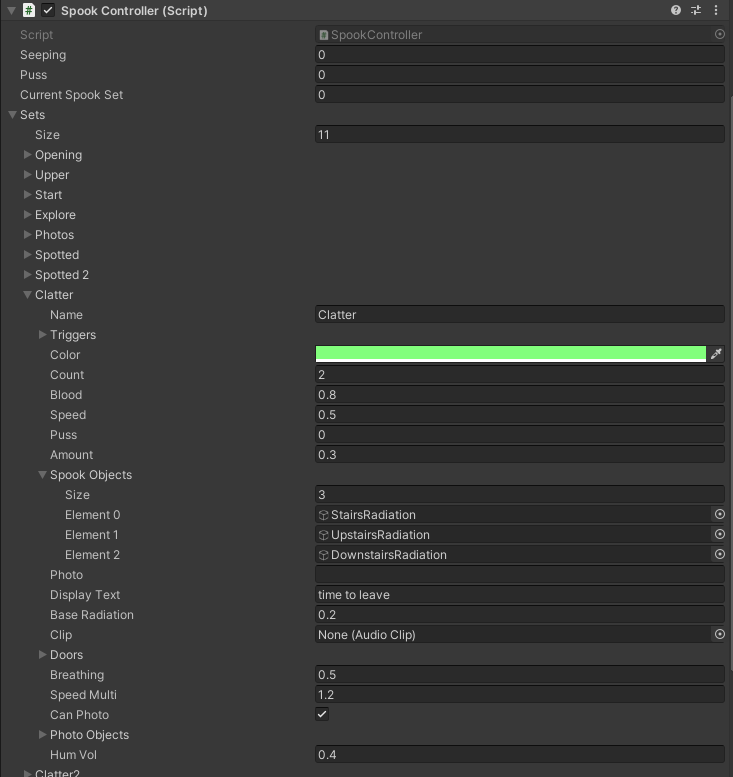 # Spook Controller (Script)
Script SpookController
Seeping 0
Puss 0
Current Spook Set 0
Sets
Size 11
Opening
Upper
Start
Explore
Photos
Spotted
Spotted 2
Clatter
Name Clatter
Triggers
Color
Count 2
Blood 0.8
Speed 0.5
Puss 0
Amount 0.3
Spook Objects
Size 3
Element 0 StairsRadiation
Element 1 UpstairsRadiation
Element 2 DownstairsRadiation
Photo
Display Text time to leave
Base Radiation 0.2
Clip None (Audio Clip)
Doors
Breathing 0.5
Speed Multi 1.2
Can Photo
Photo Objects
Hum Vol 0.4
Clatter2